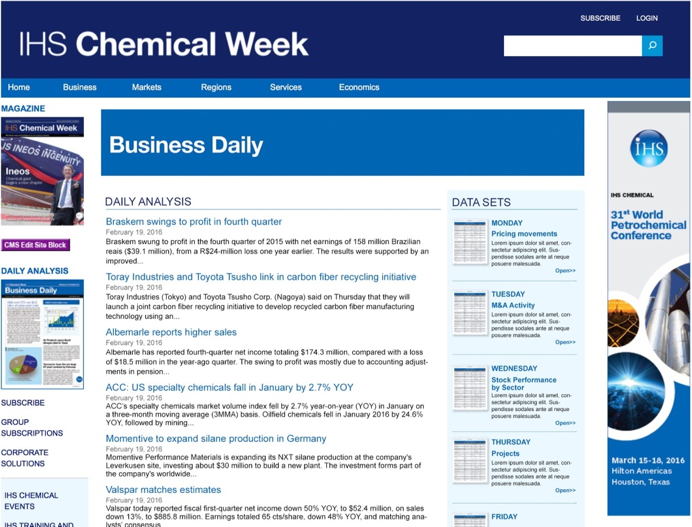 SUBSCRIBE LOGIN
IHS Chemical Week
Home Business Markets Regions Services Economics
MAGAZINE
IHS Chemical Week
INEOS INGENUITY
Ineos
CMS Edit Site Block
DAILY ANALYSIS
Business Daily
SUBSCRIBE
GROUP
SUBSCRIPTIONS
CORPORATE
SOLUTIONS
IHS CHEMICAL
EVENTS
IHS TRAINING AND
Business Daily
DAILY ANALYSIS
Braskem swings to profit in fourth quarter
February 19, 2016
Braskem swung to profit in the fourth quarter of 2015 with net earnings of 158 million Brazilian
reais ($39.1 million), from a R$24-million loss one year earlier. The results were supported by an
improved...
Toray Industries and Toyota Tsusho link in carbon fiber recycling initiative
February 19, 2016
Toray Industries (Tokyo) and Toyota Tsusho Corp. (Nagoya) said on Thursday that they will
launch a joint carbon fiber recycling initiative to develop recycled carbon fiber manufacturing
technology using an...
Albemarle reports higher sales
February 19, 2016
Albemarle has reported fourth-quarter net income totaling $174.3 million, compared with a loss
of $18.5 million in the year-ago quarter. The swing to profit was mostly due to accounting adjust-
ments in pension...
ACC: US specialty chemicals fall in January by 2.7% YOY
February 19, 2016
ACC's specialty chemicals market volume index fell by 2.7% year-on-year (YOY) in January on
a three-month moving average (3MMA) basis. Oilfield chemicals fell in January 2016 by 24.6%
YOY, followed by mining...
Momentive to expand silane production in Germany
February 19, 2016
Momentive Performance Materials is expanding its NXT silane production at the company's
Leverkusen site, investing about $30 million to build a new plant. The investment forms part of
the company's worldwide...
Valspar matches estimates
February 19, 2016
Valspar today reported fiscal first-quarter net income down 50% YOY, to $52.4 million, on sales
down 13%, to $885.8 million. Earnings totaled 65 cts/share, down 48% YOY, and matching ana-
lysts' consensus
DATA SETS
MONDAY
Pricing movements
Lorem ipsum dolor sit amet, con-
sectetur adipiscing elit. Sus-
pendisse sodales ante at neque
posuere malesuada.
Open>>
TUESDAY
M&A Activity
Lorem ipsum dolor sit amet, con-
sectetur adipiscing elit. Sus-
pendisse sodales ante at neque
posuere malesuada.
Open>>
WEDNESDAY
Stock Performance
by Sector
Lorem ipsum dolor sit amet, con-
sectetur adipiscing elit. Sus-
pendisse sodales ante at neque
posuere malesuada.
Open>>
THURSDAY
Projects
Lorem ipsum dolor sit amet, con-
sectetur adipiscing elit. Sus-
pendisse sodales ante at neque
posuere malesuada.
Open>>
FRIDAY
IHS
IHS CHEMICAL
31st World
Petrochemical
Conference
March 15-18, 2016
Hilton Americas
Houston, Texas